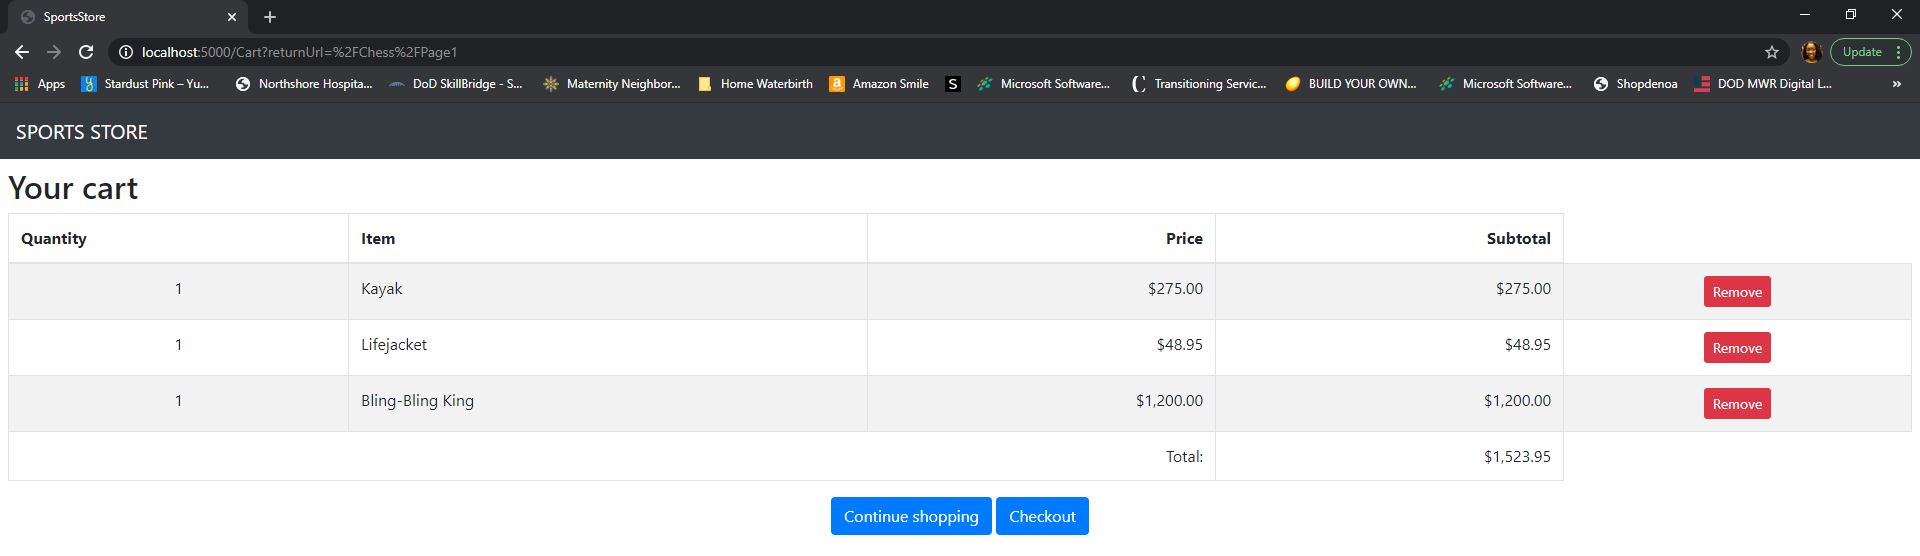 SportsStore
localhost:5000/Cart?returnUrl=%2FChess%2FPage1
Update
Apps Stardust Pink – Yu... Northshore Hospita... DoD SkillBridge - S... Maternity Neighbor... Home Waterbirth a Amazon Smile S Microsoft Software... Transitioning Servic... BUILD YOUR OWN... Microsoft Software... Shopdenoa DOD MWR Digital L... »
SPORTS STORE
Your cart
Quantity Item Price Subtotal
1 Kayak $275.00 $275.00 Remove
1 Lifejacket $48.95 $48.95 Remove
1 Bling-Bling King $1,200.00 $1,200.00 Remove
Total: $1,523.95
Continue shopping Checkout